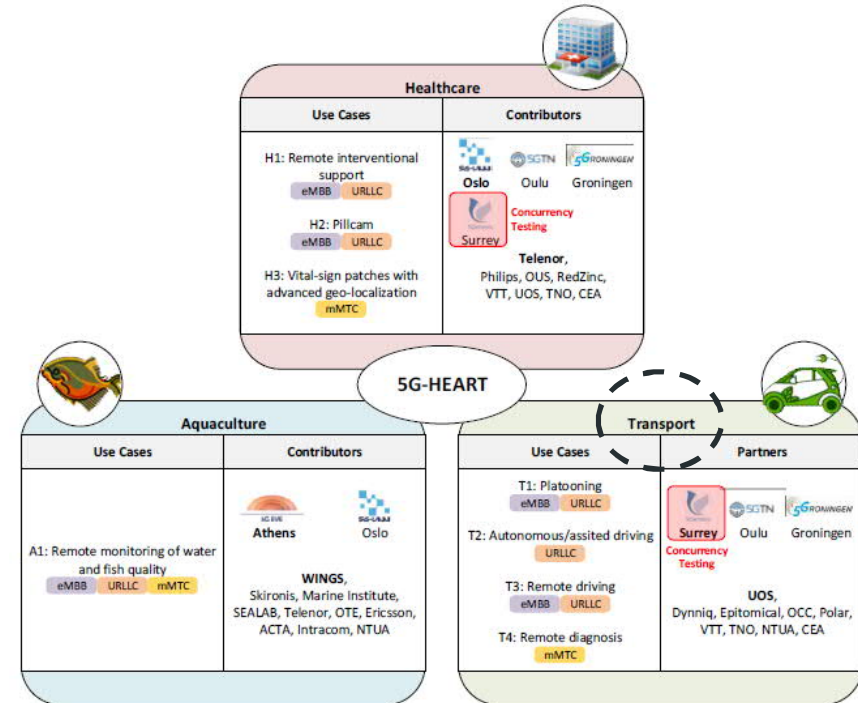 Healthcare
Use Cases
Contributors
H1: Remote interventional
support
eMBB URLLC
H2: Pillcam
eMBB URLLC
H3: Vital-sign patches with
advanced geo-localization
mMTC
5GTN
5GRONINGEN
Oslo Oulu Groningen
Surrey
Concurrency
Testing
Telenor,
Philips, OUS, RedZinc,
VTT, UOS, TNO, CEA
5G-HEART
Aquaculture
Use Cases
Contributors
A1: Remote monitoring of water
and fish quality
eMBB URLLC mMTC
5G EVE
Athens Oslo
WINGS,
Skironis, Marine Institute,
SEALAB, Telenor, OTE, Ericsson,
ACTA, Intracom, NTUA
Transport
Use Cases
Partners
T1: Platooning
eMBB URLLC
T2: Autonomous/assited driving
URLLC
T3: Remote driving
eMBB URLLC
T4: Remote diagnosis
mMTC
5GTN
5GRONINGEN
Surrey Oulu Groningen
Concurrency
Testing
UOS,
Dynniq, Epitomical, OCC, Polar,
VTT, TNO, NTUA, CEA